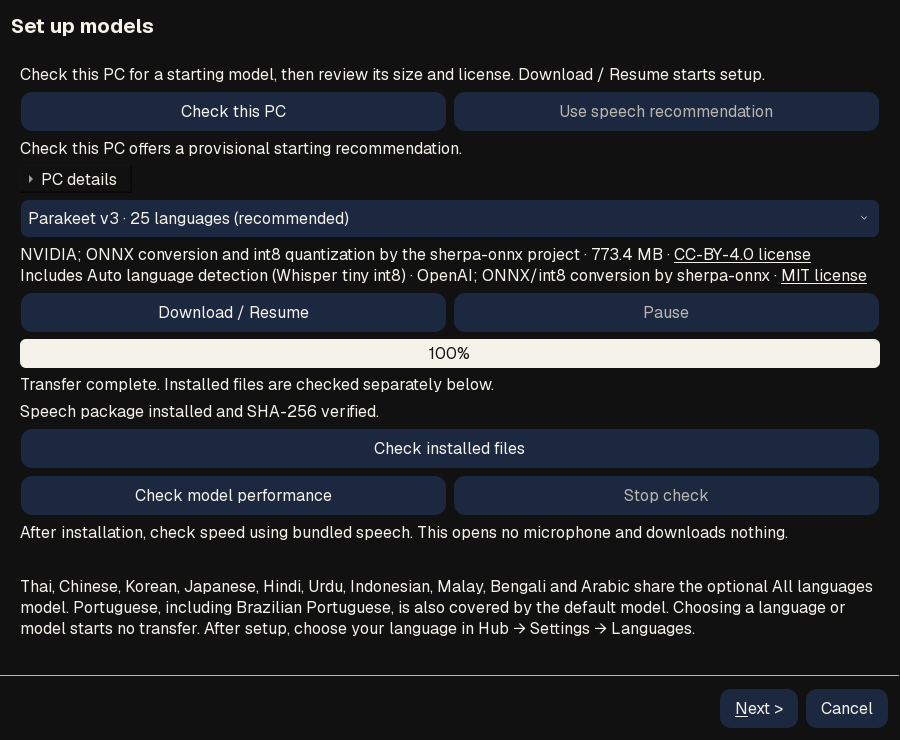 Set up models
Check this PC for a starting model, then review its size and license. Download / Resume starts setup.
Check this PC
Use speech recommendation
Check this PC offers a provisional starting recommendation.
PC details
Parakeet v3 · 25 languages (recommended)
NVIDIA; ONNX conversion and int8 quantization by the sherpa-onnx project · 773.4 MB · CC-BY-4.0 license
Includes Auto language detection (Whisper tiny int8) · OpenAI; ONNX/int8 conversion by sherpa-onnx · MIT license
Download / Resume
Pause
100%
Transfer complete. Installed files are checked separately below.
Speech package installed and SHA-256 verified.
Check installed files
Check model performance
Stop check
After installation, check speed using bundled speech. This opens no microphone and downloads nothing.
Thai, Chinese, Korean, Japanese, Hindi, Urdu, Indonesian, Malay, Bengali and Arabic share the optional All languages
model. Portuguese, including Brazilian Portuguese, is also covered by the default model. Choosing a language or
model starts no transfer. After setup, choose your language in Hub → Settings → Languages.
Next >
Cancel